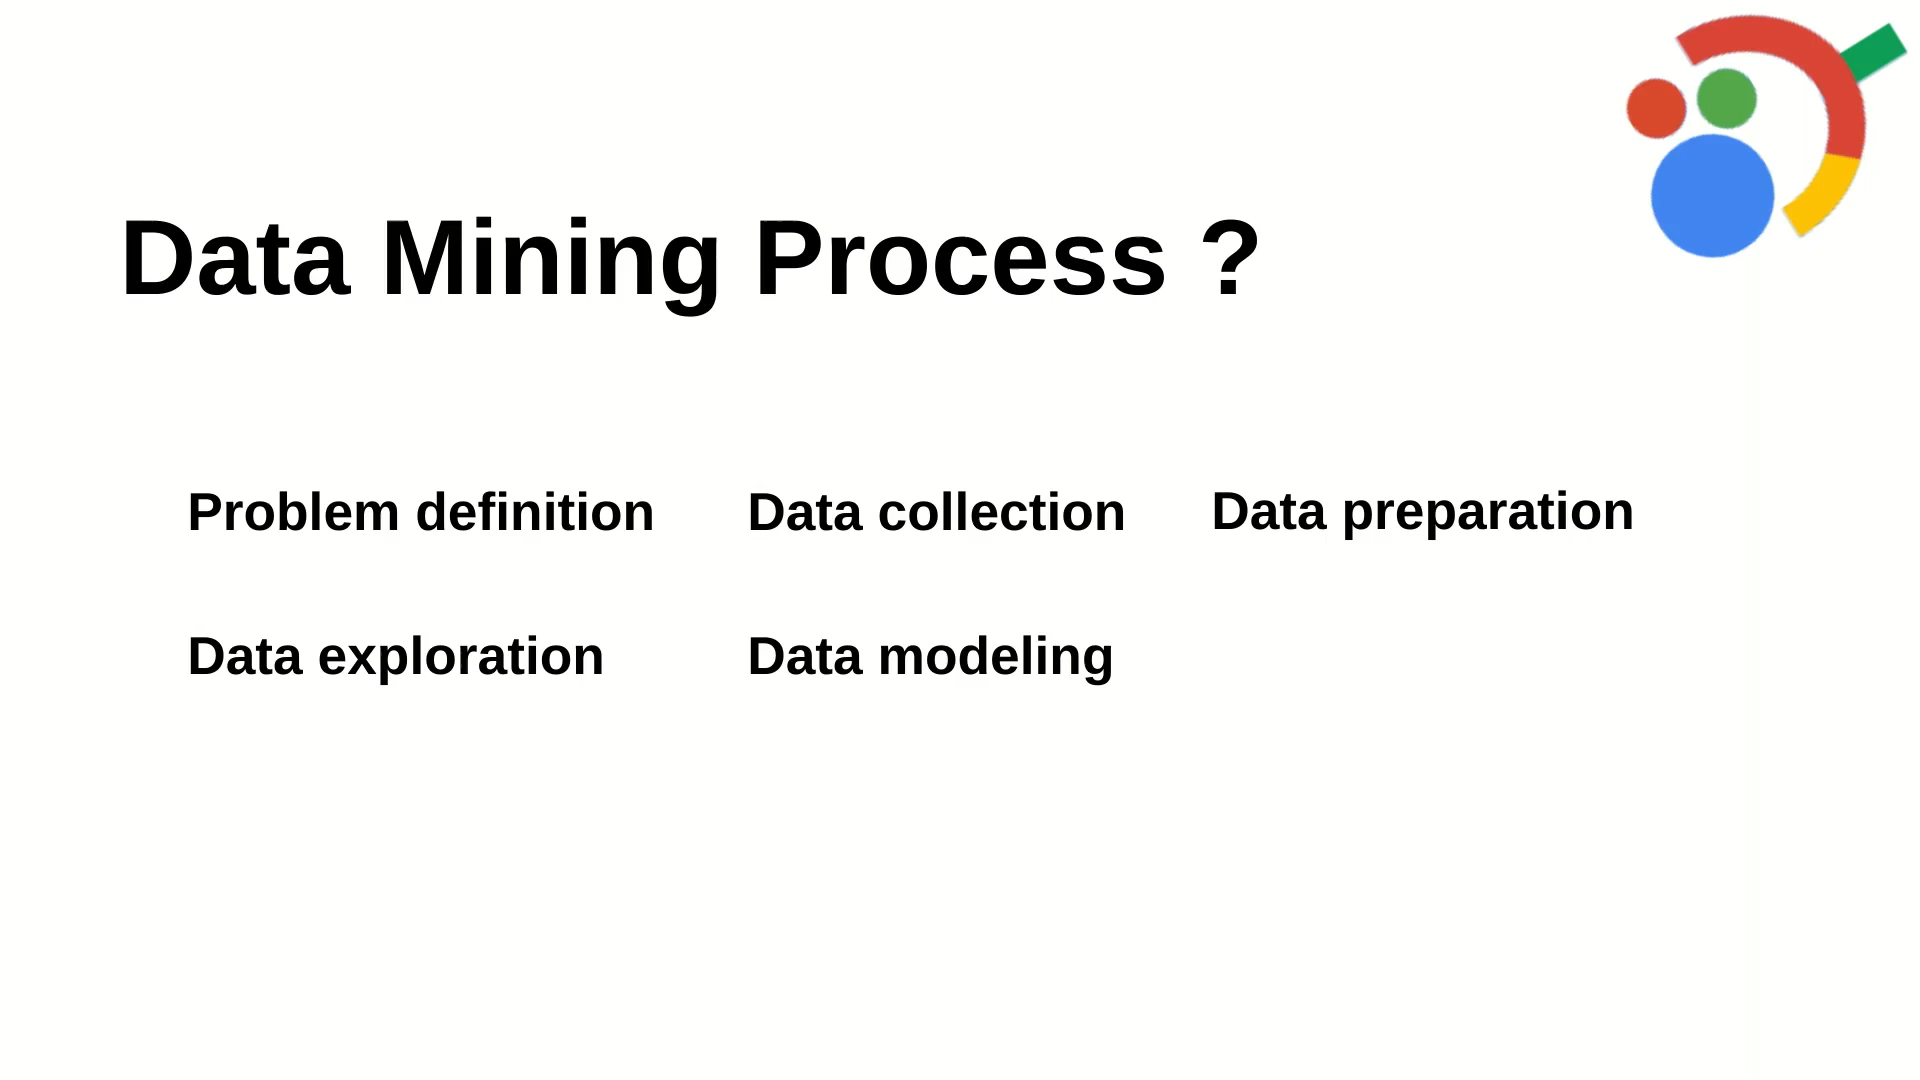 Data Mining Process ?
Problem definition Data collection Data preparation
Data exploration Data modeling